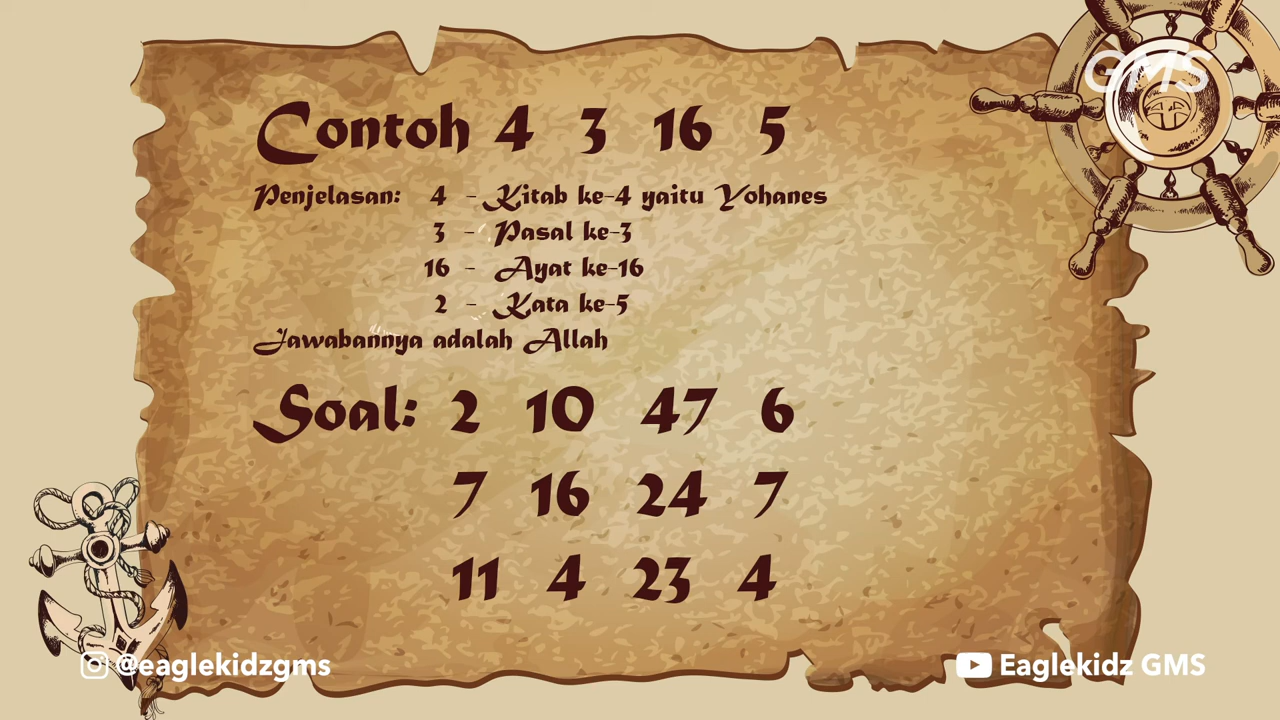 GMS
Contoh 4 3 16 5
Penjelasan: 4 - Kitab ke-4 yaitu Yohanes
3 - Pasal ke-3
16 - Ayat ke-16
2 - Kata ke-5
Jawabannya adalah Allah
Soal: 2 10 47 6
7 16 24 7
11 4 23 4
@eaglekidzgms
Eaglekidz GMS